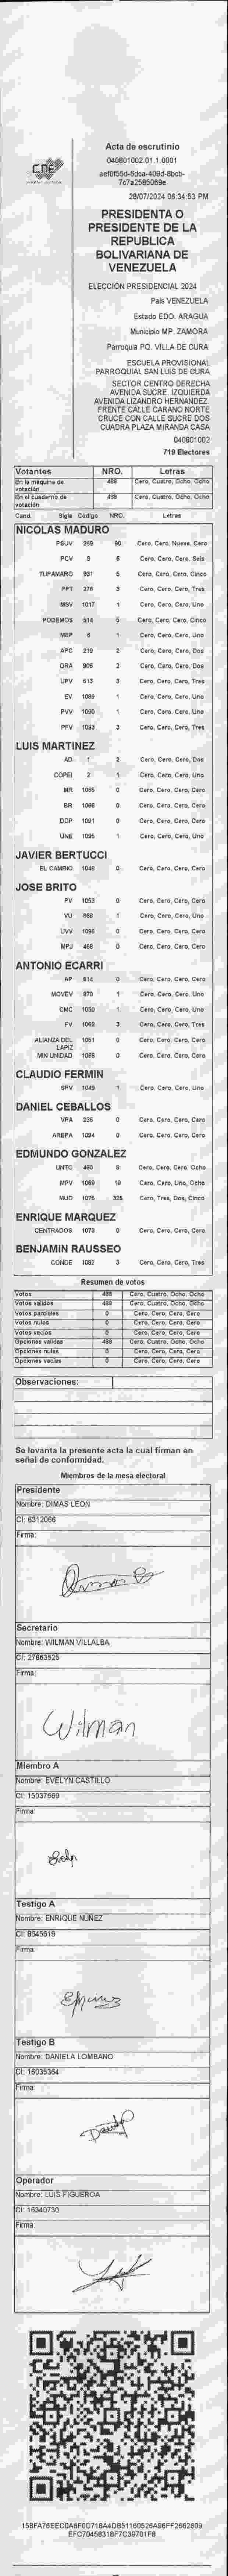 CNE
Acta de escrutinio
040801002.01.1.0001
28/07/2024 06:34:53 PM
PRESIDENTA O
PRESIDENTE DE LA
REPUBLICA
BOLIVARIANA DE
VENEZUELA
ELECCIÓN PRESIDENCIAL 2024
País VENEZUELA
Estado EDO. ARAGUA
Municipio MP. ZAMORA
Parroquia PQ. VILLA DE CURA
ESCUELA PROVISIONAL
PARROQUIAL SAN LUIS DE CURA
SECTOR CENTRO DERECHA
AVENIDA SUCRE. IZQUIERDA
AVENIDA LIZANDRO HERNANDEZ.
FRENTE CALLE CARANO NORTE
CRUCE CON CALLE SUCRE DOS
CUADRA PLAZA MIRANDA CASA
040801002
719 Electores
Votantes NRO. Letras
En la máquina de votación 488 Cero, Cuatro, Ocho, Ocho
En el cuaderno de votación 488 Cero, Cuatro, Ocho, Ocho
Cand. Sigla Código NRO. Letras
NICOLAS MADURO
PSUV 269 90 Cero, Cero, Nueve, Cero
PCV 9 6 Cero, Cero, Cero, Seis
TUPAMARO 931 5 Cero, Cero, Cero, Cinco
PPT 276 3 Cero, Cero, Cero, Tres
MSV 1017 1 Cero, Cero, Cero, Uno
PODEMOS 514 5 Cero, Cero, Cero, Cinco
MEP 6 1 Cero, Cero, Cero, Uno
APC 219 2 Cero, Cero, Cero, Dos
ORA 906 2 Cero, Cero, Cero, Dos
UPV 613 3 Cero, Cero, Cero, Tres
EV 1089 1 Cero, Cero, Cero, Uno
PVV 1090 1 Cero, Cero, Cero, Uno
PFV 1093 3 Cero, Cero, Cero, Tres
LUIS MARTINEZ
AD 1 2 Cero, Cero, Cero, Dos
COPEI 2 1 Cero, Cero, Cero, Uno
MR 1065 0 Cero, Cero, Cero, Cero
BR 1066 0 Cero, Cero, Cero, Cero
DDP 1091 0 Cero, Cero, Cero, Cero
UNE 1095 1 Cero, Cero, Cero, Uno
JAVIER BERTUCCI
EL CAMBIO 1046 0 Cero, Cero, Cero, Cero
JOSE BRITO
PV 1053 0 Cero, Cero, Cero, Cero
VU 868 1 Cero, Cero, Cero, Uno
UVV 1096 0 Cero, Cero, Cero, Cero
MPJ 468 0 Cero, Cero, Cero, Cero
ANTONIO ECARRI
AP 814 0 Cero, Cero, Cero, Cero
MOVEV 979 1 Cero, Cero, Cero, Uno
CMC 1050 1 Cero, Cero, Cero, Uno
FV 1062 3 Cero, Cero, Cero, Tres
ALIANZA DEL LAPIZ 1051 0 Cero, Cero, Cero, Cero
MIN UNIDAD 1068 0 Cero, Cero, Cero, Cero
CLAUDIO FERMIN
SPV 1049 1 Cero, Cero, Cero, Uno
DANIEL CEBALLOS
VPA 236 0 Cero, Cero, Cero, Cero
AREPA 1094 0 Cero, Cero, Cero, Cero
EDMUNDO GONZALEZ
UNTC 460 8 Cero, Cero, Cero, Ocho
MPV 1069 18 Cero, Cero, Uno, Ocho
MUD 1075 325 Cero, Tres, Dos, Cinco
ENRIQUE MARQUEZ
CENTRADOS 1073 0 Cero, Cero, Cero, Cero
BENJAMIN RAUSSEO
CONDE 1082 3 Cero, Cero, Cero, Tres
Resumen de votos
Votos 488 Cero, Cuatro, Ocho, Ocho
Votos validos 488 Cero, Cuatro, Ocho, Ocho
Votos parciales 0 Cero, Cero, Cero, Cero
Votos nulos 0 Cero, Cero, Cero, Cero
Votos vacios 0 Cero, Cero, Cero, Cero
Opciones validas 488 Cero, Cuatro, Ocho, Ocho
Opciones nulas 0 Cero, Cero, Cero, Cero
Opciones vacias 0 Cero, Cero, Cero, Cero
Observaciones:
Se levanta la presente acta la cual firman en
señal de conformidad.
Miembros de la mesa electoral
Presidente
Nombre: DIMAS LEON
CI: 6312066
Firma:
Secretario
Nombre: WILMAN VILLALBA
CI: 27863525
Firma:
Wilman
Miembro A
Nombre: EVELYN CASTILLO
CI: 15037669
Firma:
Testigo A
Nombre: ENRIQUE NUÑEZ
CI: 8645619
Firma:
Testigo B
Nombre: DANIELA LOMBANO
CI: 16035364
Firma:
Operador
Nombre: LUIS FIGUEROA
CI: 16340730
Firma: